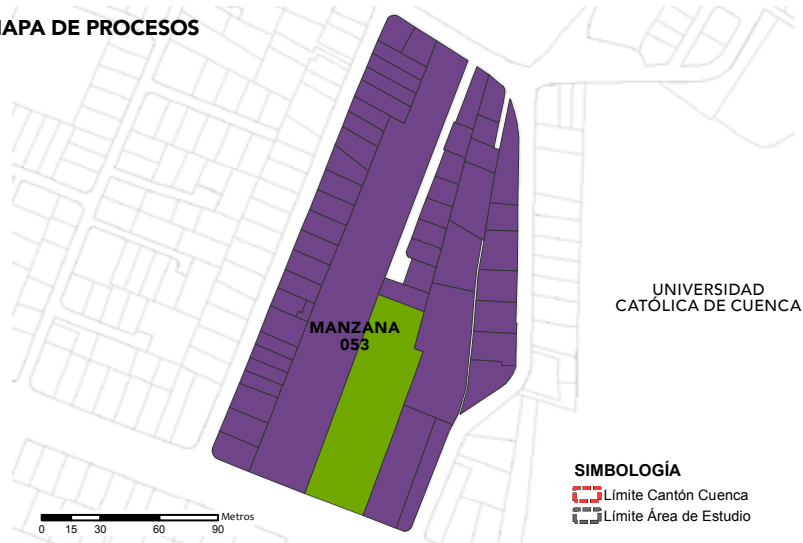 MAPA DE PROCESOS
UNIVERSIDAD
CATÓLICA DE CUENCA
MANZANA
053
SIMBOLOGÍA
Límite Cantón Cuenca
Límite Área de Estudio
Metros
0 15 30 60 90